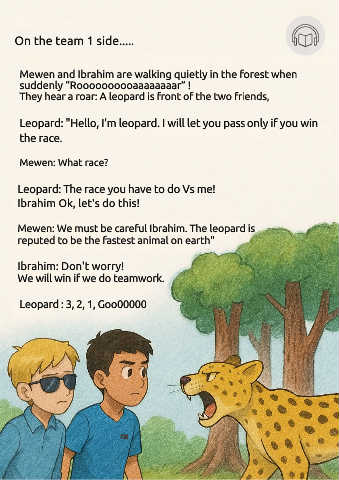 On the team 1 side.....
Mewen and Ibrahim are walking quietly in the forest when
suddenly "Roooooooooaaaaaaaar" !
They hear a roar: A leopard is front of the two friends,
Leopard: "Hello, I'm leopard. I will let you pass only if you win
the race.
Mewen: What race?
Leopard: The race you have to do Vs me!
Ibrahim Ok, let's do this!
Mewen: We must be careful Ibrahim. The leopard is
reputed to be the fastest animal on earth"
Ibrahim: Don't worry!
We will win if we do teamwork.
Leopard : 3, 2, 1, Goo00000